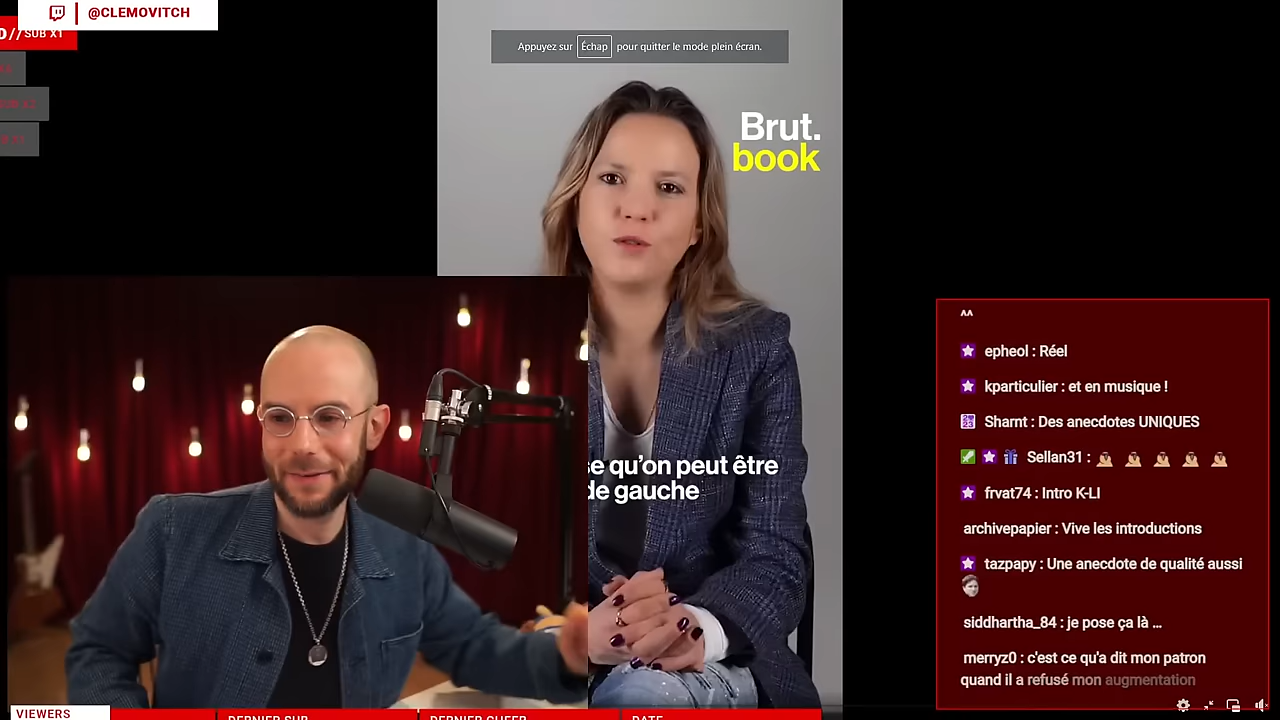 @CLEMOVITCH
//SUB X1
Appuyez sur Échap pour quitter le mode plein écran.
Brut.
book
se qu'on peut être
de gauche
^^
epheol : Réel
kparticulier : et en musique !
Sharnt : Des anecdotes UNIQUES
Sellan31 :
frvat74 : Intro K-LI
archivepapier : Vive les introductions
tazpapy : Une anecdote de qualité aussi
siddhartha_84 : je pose ça là ...
merryz0 : c'est ce qu'a dit mon patron
quand il a refusé mon augmentation
VIEWERS
DERNIER SUB
DERNIER CHEER
DATE